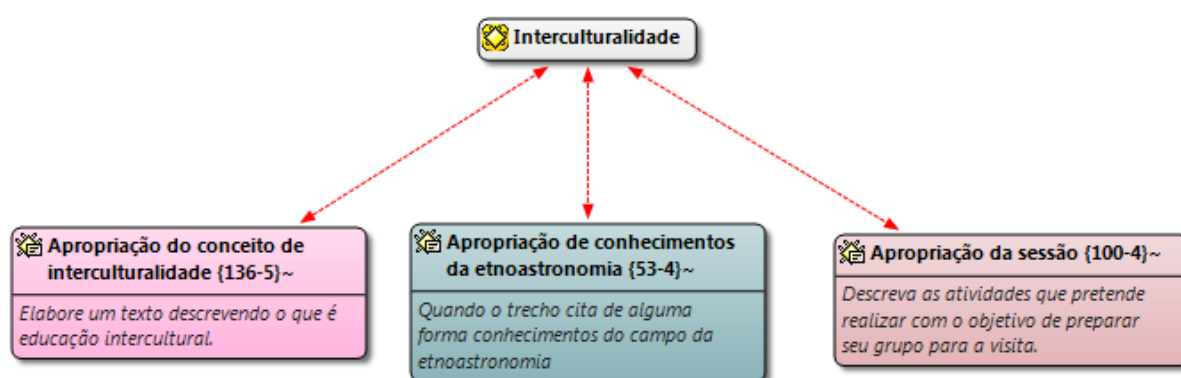 Interculturalidade
Apropriação do conceito de
interculturalidade {136-5}~
Elabore um texto descrevendo o que é
educação intercultural.
Apropriação de conhecimentos
da etnoastronomia {53-4}~
Quando o trecho cita de alguma
forma conhecimentos do campo da
etnoastronomia
Apropriação da sessão {100-4}~
Descreva as atividades que pretende
realizar com o objetivo de preparar
seu grupo para a visita.